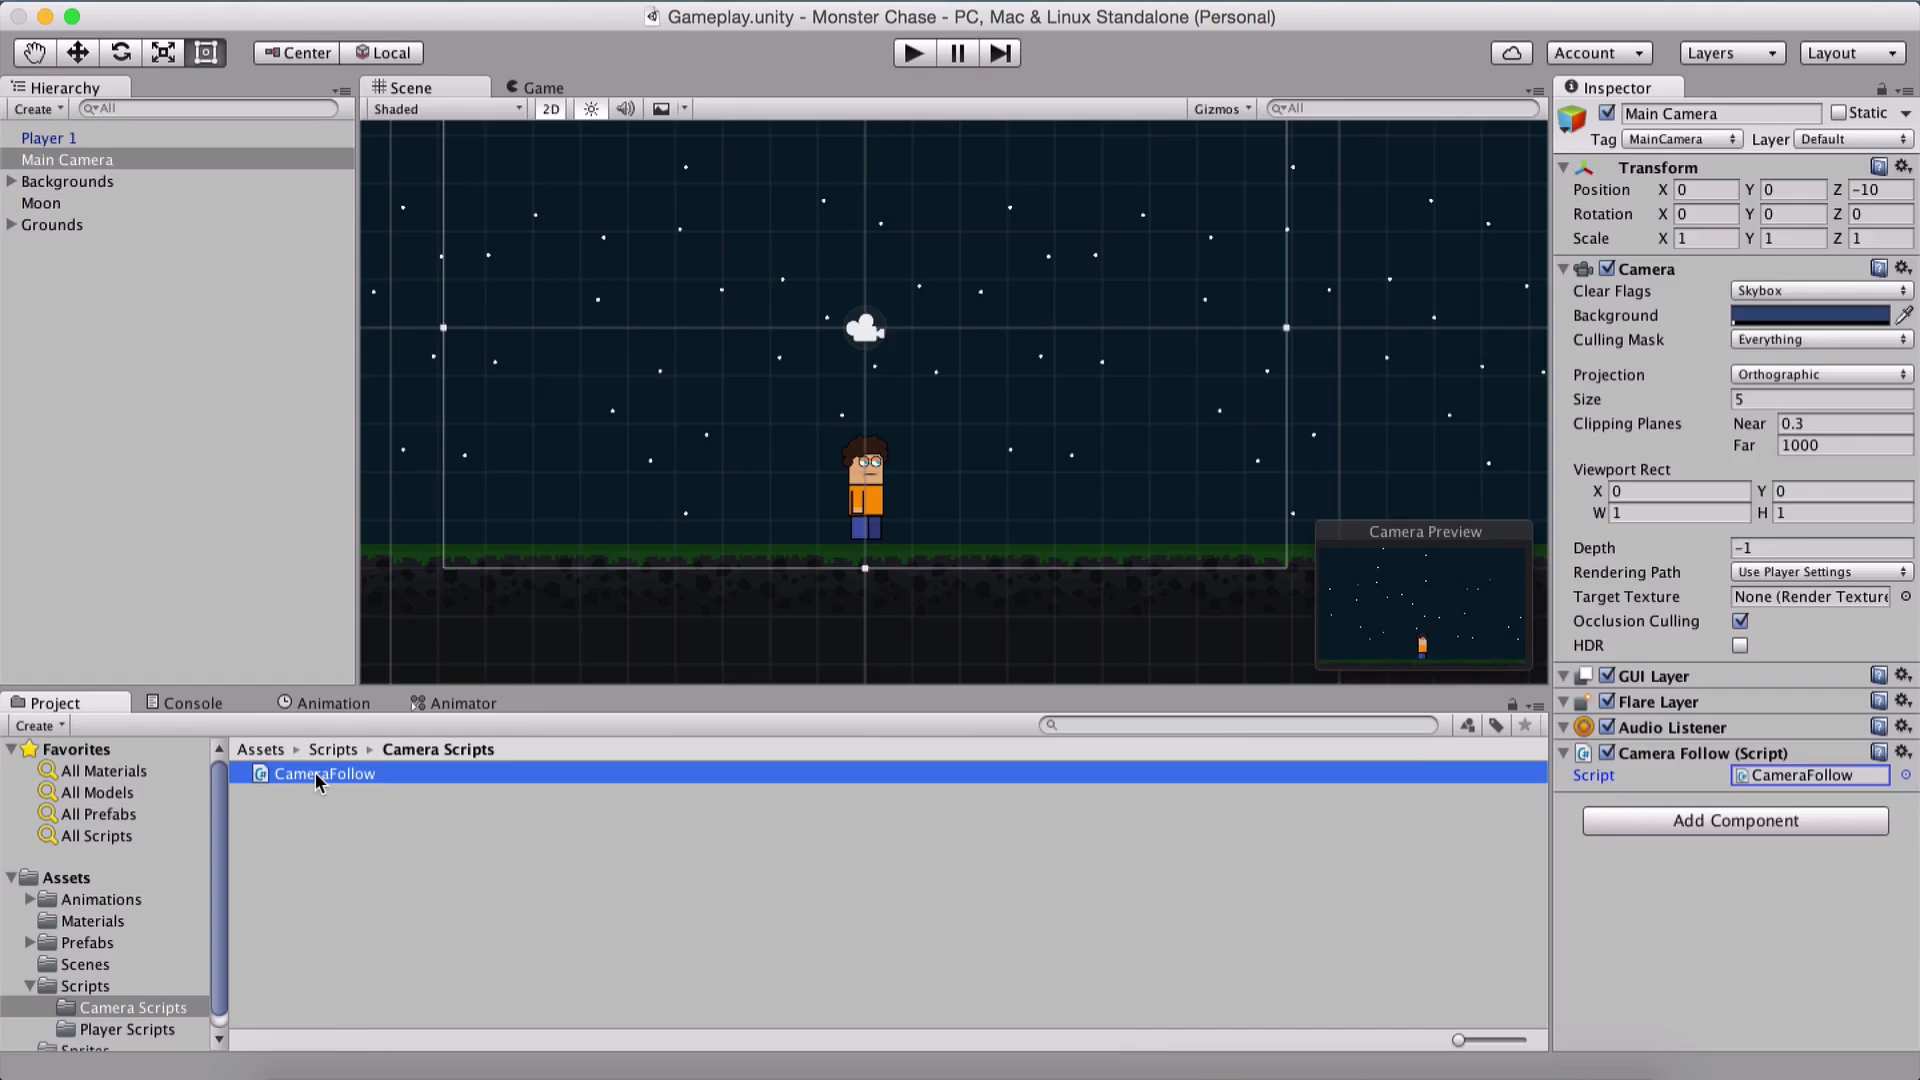 Gameplay.unity - Monster Chase - PC, Mac & Linux Standalone (Personal)
Center Local Account Layers Layout
Hierarchy
Create All
Player 1
Main Camera
Backgrounds
Moon
Grounds
Scene Game
Shaded 2D Gizmos All
Camera Preview
Inspector
Main Camera Static
Tag MainCamera Layer Default
Transform
Position X 0 Y 0 Z -10
Rotation X 0 Y 0 Z 0
Scale X 1 Y 1 Z 1
Camera
Clear Flags Skybox
Background
Culling Mask Everything
Projection Orthographic
Size 5
Clipping Planes Near 0.3
Far 1000
Viewport Rect
X 0 Y 0
W 1 H 1
Depth -1
Rendering Path Use Player Settings
Target Texture None (Render Texture
Occlusion Culling
HDR
GUI Layer
Flare Layer
Audio Listener
Camera Follow (Script)
Script CameraFollow
Add Component
Project Console Animation Animator
Create
Favorites
All Materials
All Models
All Prefabs
All Scripts
Assets
Animations
Materials
Prefabs
Scenes
Scripts
Camera Scripts
Player Scripts
Assets Scripts Camera Scripts
CameraFollow